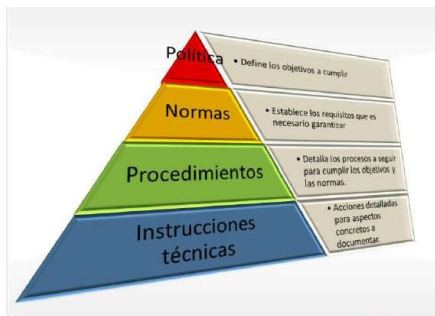 Política
• Define los objetivos a cumplir
Normas
• Establece los requisitos que es
necesario garantizar
Procedimientos
• Detalla los procesos a seguir
para cumplir los objetivos y
las normas.
Instrucciones
técnicas
• Acciones detalladas
para aspectos
concretos a
documentar.